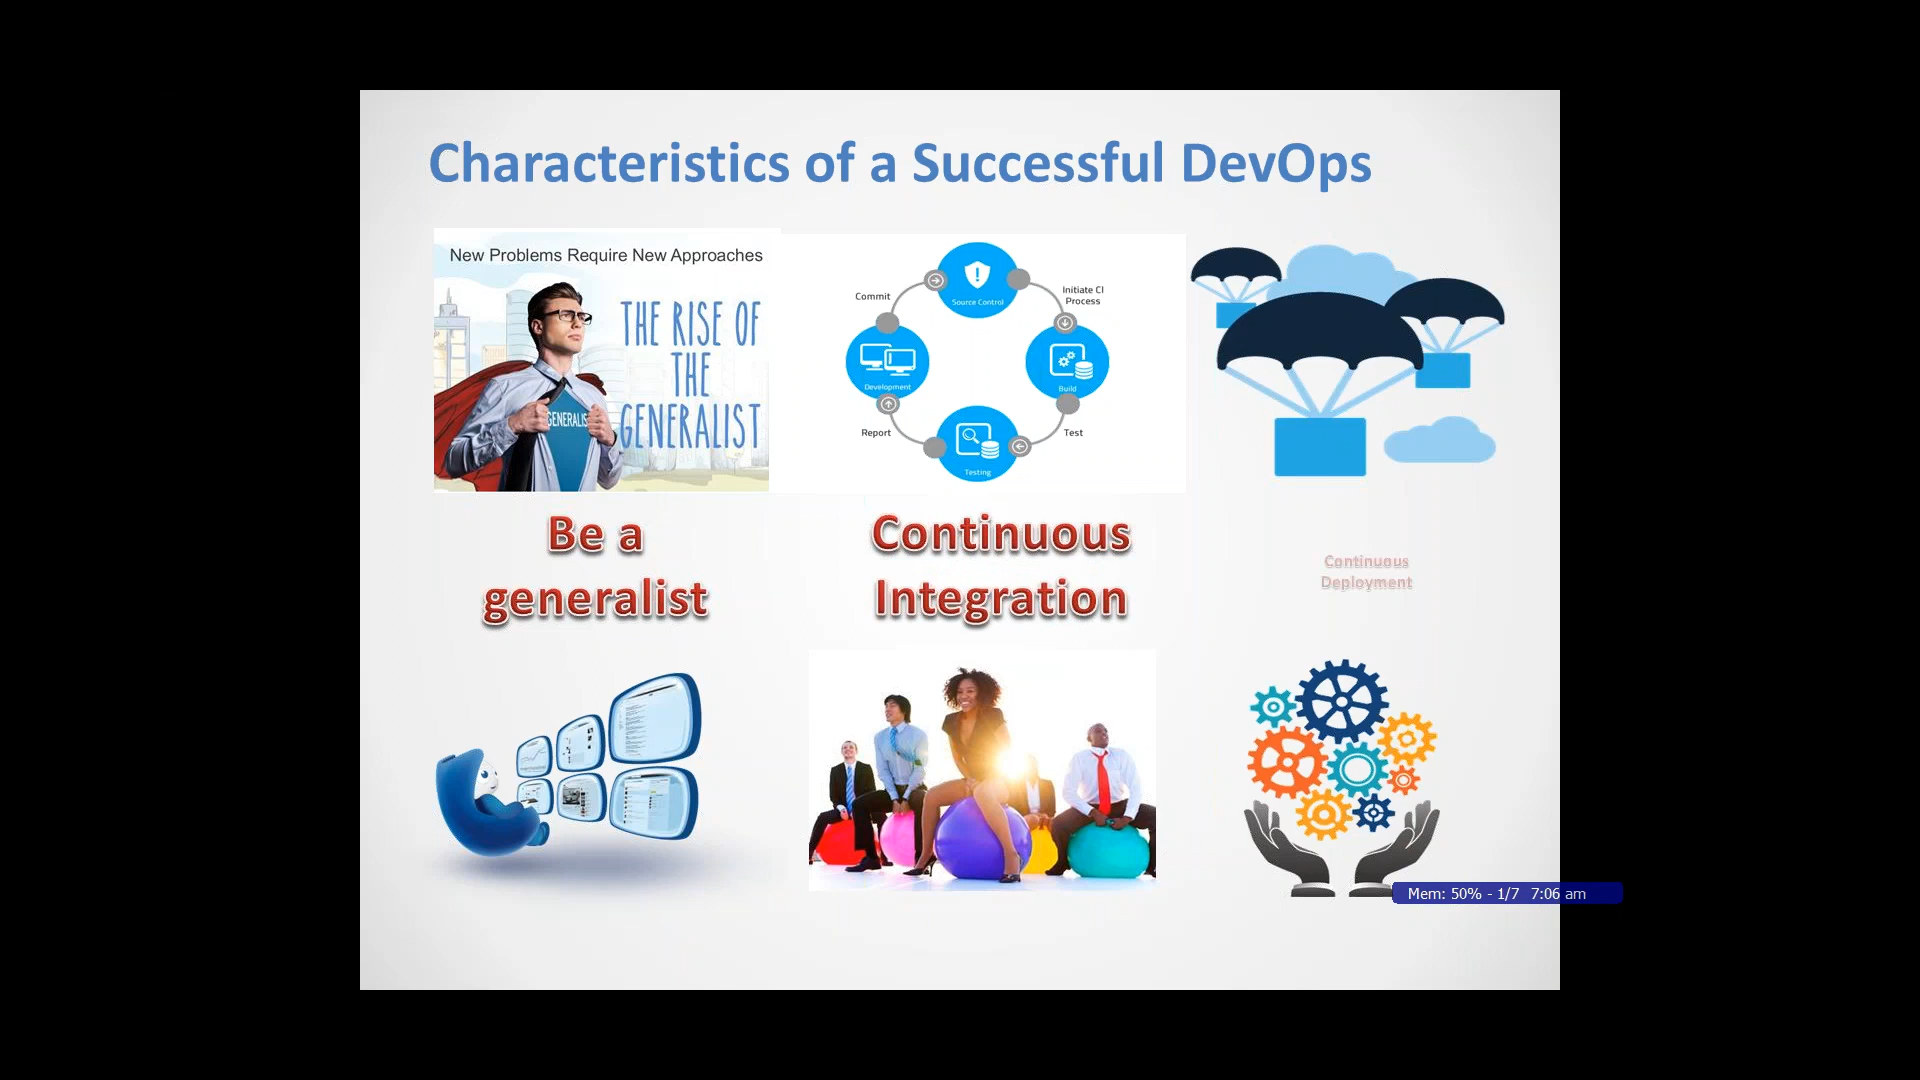 Characteristics of a Successful DevOps
New Problems Require New Approaches
THE RISE OF
THE
GENERALIST
GENERALIS
Source Control
Commit
Initiate CI
Process
Development
Build
Report
Test
Testing
Be a
generalist
Continuous
Integration
Continuous
Deployment
Mem: 50% - 1/7 7:06 am